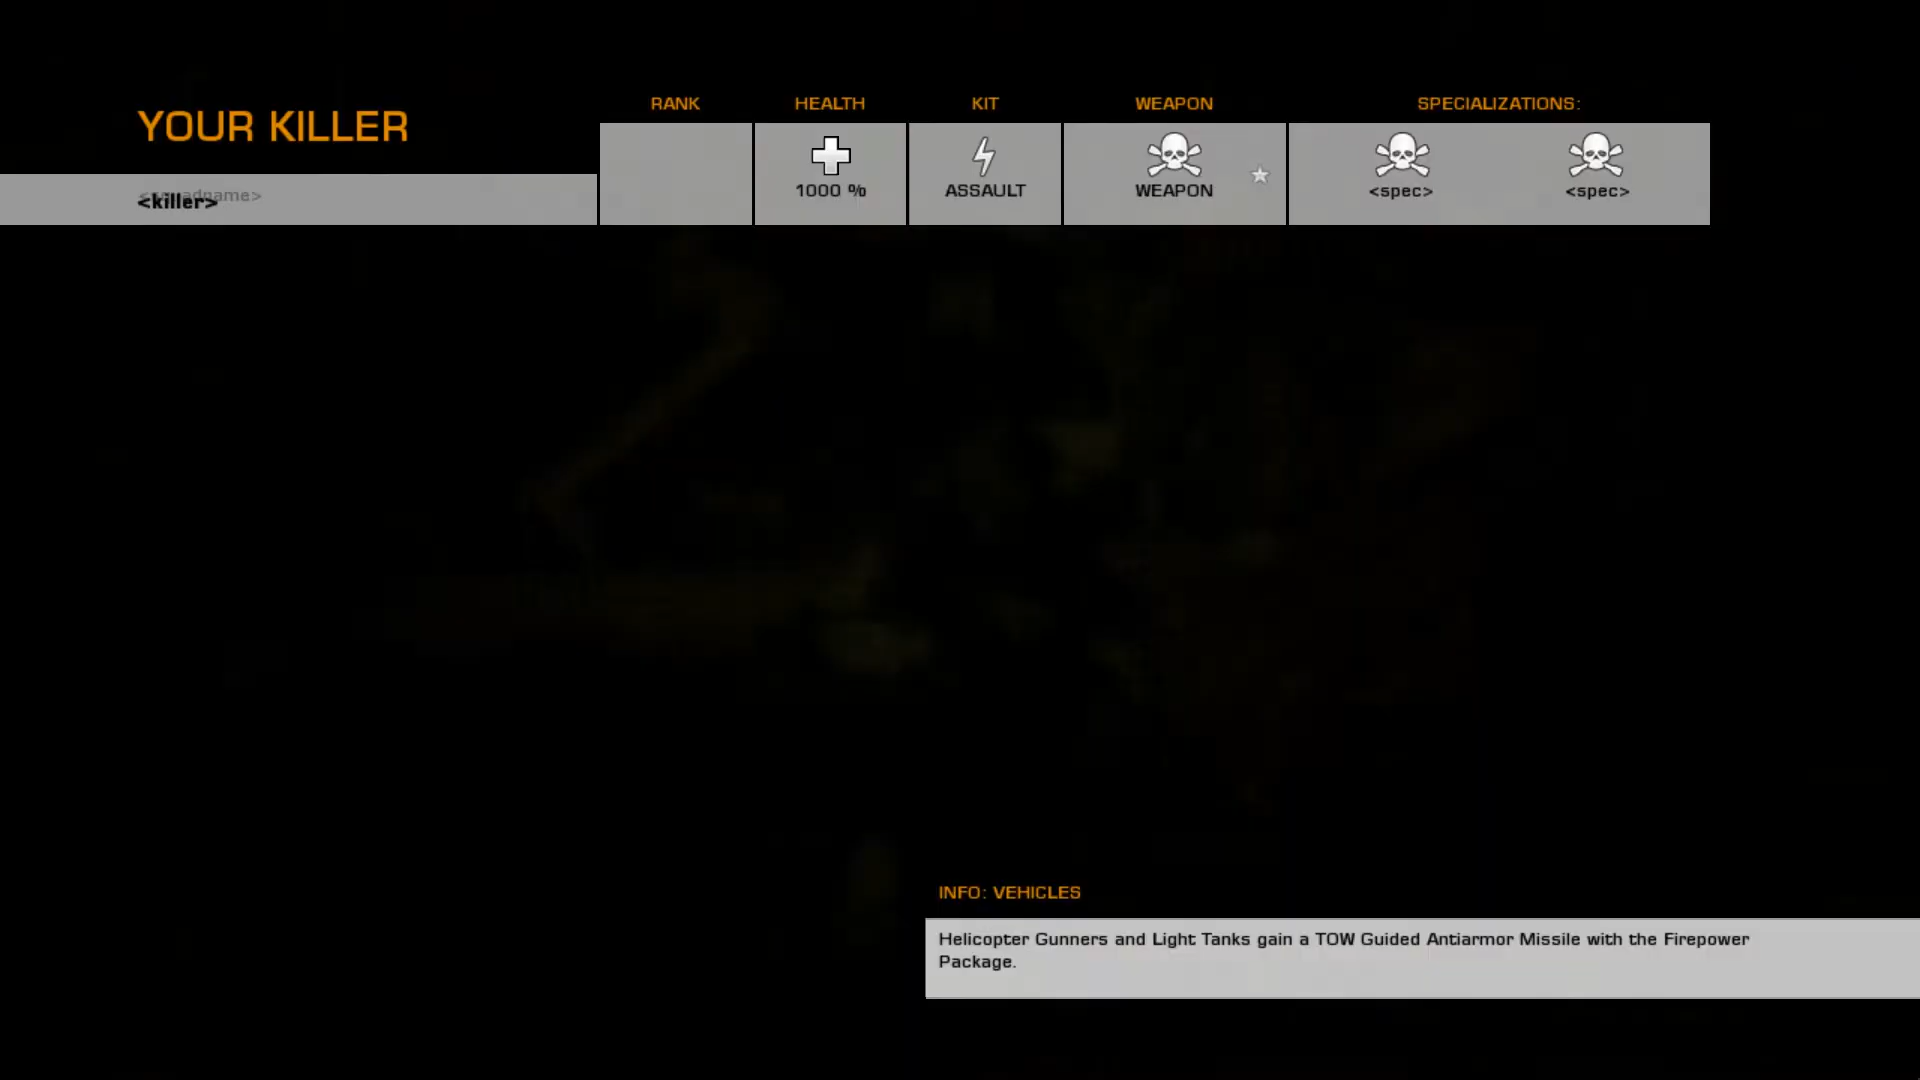 YOUR KILLER
<squadname>
<killer>
RANK
HEALTH
1000 %
KIT
ASSAULT
WEAPON
WEAPON
SPECIALIZATIONS:
<spec>
<spec>
INFO: VEHICLES
Helicopter Gunners and Light Tanks gain a TOW Guided Antiarmor Missile with the Firepower
Package.